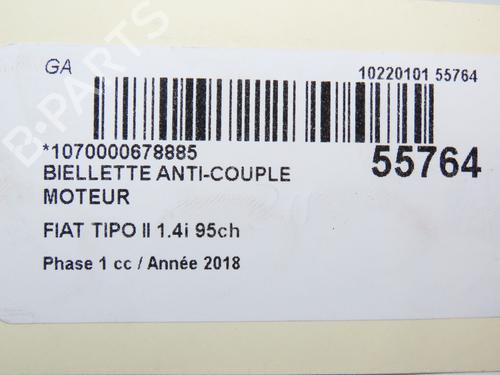 GA
10220101 55764
*1070000678885
55764
BIELLETTE ANTI-COUPLE
MOTEUR
FIAT TIPO II 1.4i 95ch
Phase 1 cc / Année 2018
B-PARTS